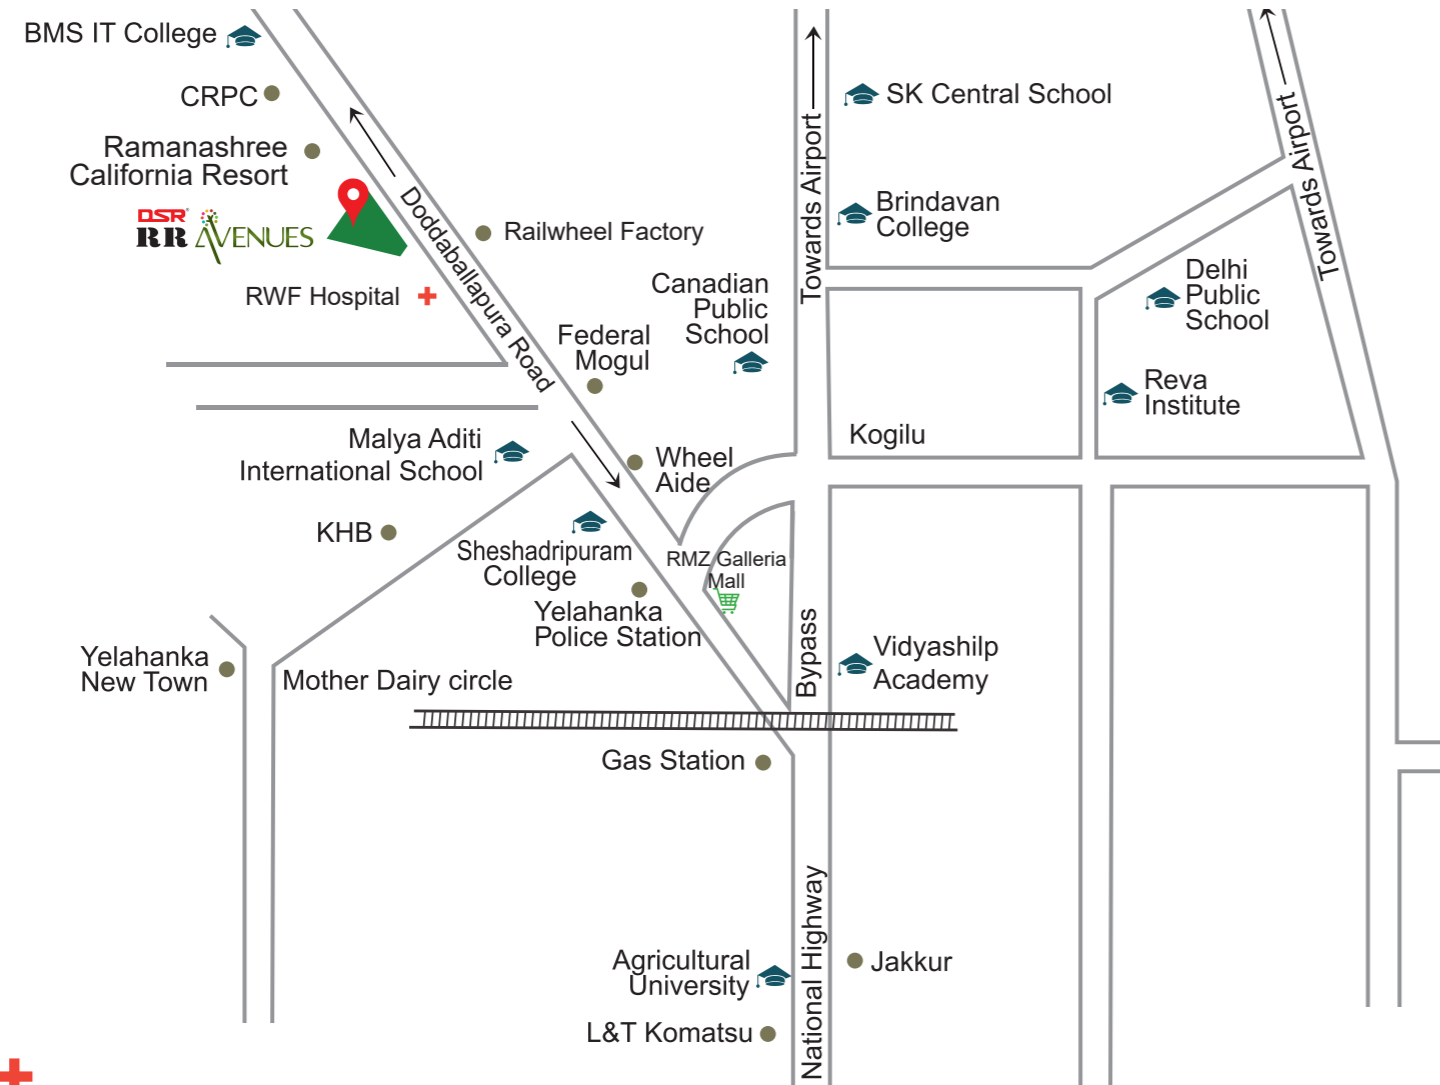 BMS IT College
CRPC
Ramanashree
California Resort
DSR
RR AVENUES
RWF Hospital
Doddaballapura Road
Railwheel Factory
Federal
Mogul
Canadian
Public
School
Towards Airport
SK Central School
Brindavan
College
Towards Airport
Delhi
Public
School
Reva
Institute
Kogilu
Malya Aditi
International School
Wheel
Aide
KHB
Sheshadripuram
College
RMZ Galleria
Mall
Yelahanka
Police Station
Yelahanka
New Town
Mother Dairy circle
Bypass
Vidyashilp
Academy
Gas Station
National Highway
Agricultural
University
Jakkur
L&T Komatsu